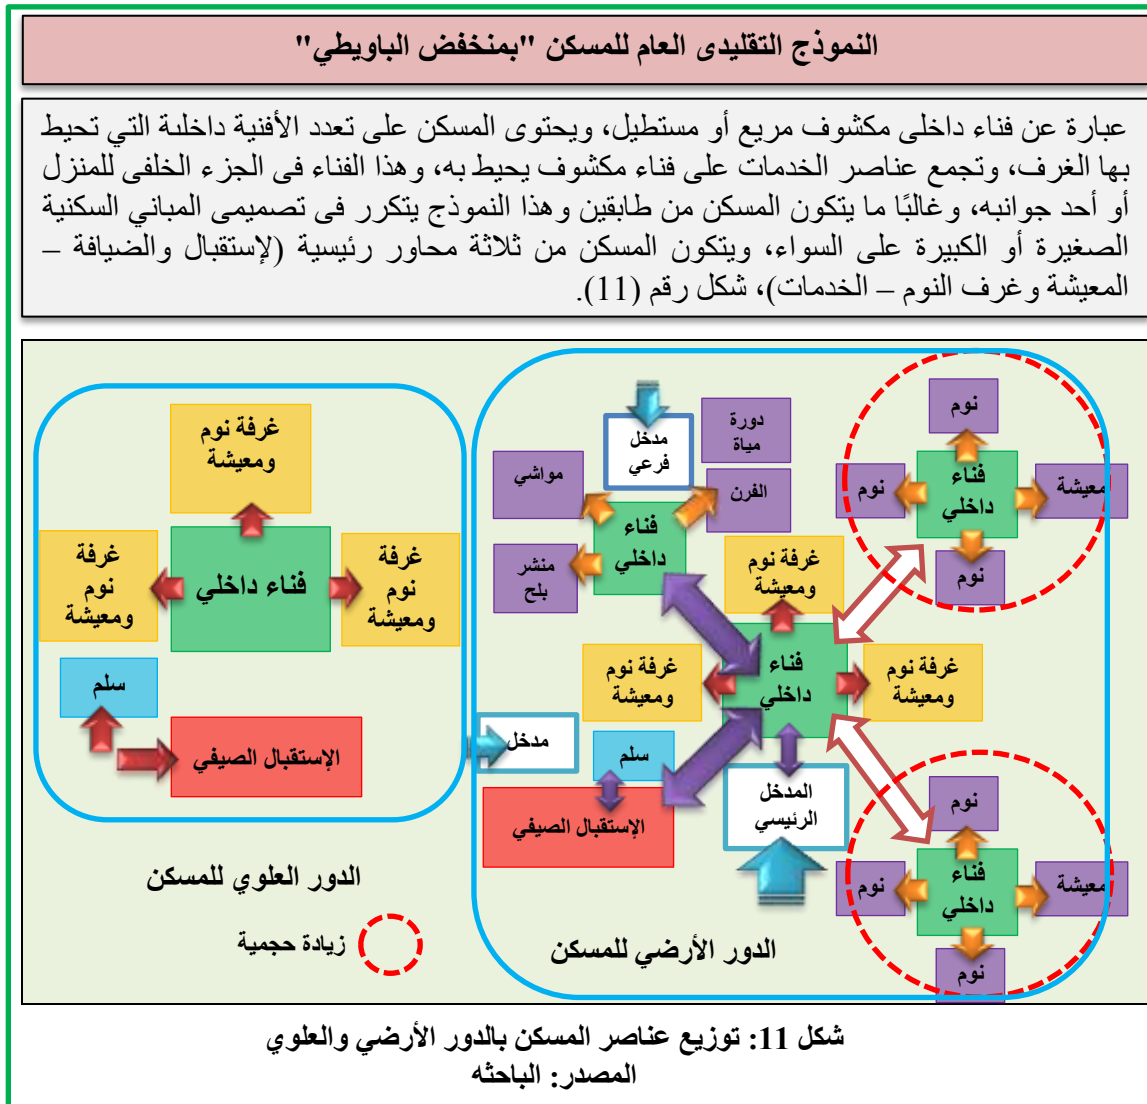 النموذج التقليدى العام للمسكن "بمنخفض الباويطي"
عبارة عن فناء داخلى مكشوف مربع أو مستطيل، ويحتوى المسكن على تعدد الأفنية داخلىة التي تحيط
بها الغرف، وتجمع عناصر الخدمات على فناء مكشوف يحيط به، وهذا الفناء فى الجزء الخلفى للمنزل
أو أحد جوانبه، وغالبًا ما يتكون المسكن من طابقين وهذا النموذج يتكرر فى تصميمى المباني السكنية
الصغيرة أو الكبيرة على السواء، ويتكون المسكن من ثلاثة محاور رئيسية (لإستقبال والضيافة –
المعيشة وغرف النوم – الخدمات)، شكل رقم (11).
نوم
فناء
داخلي
معيشة
نوم
نوم
مدخل
فرعي
دورة
مياة
الفرن
مواشي
منشر
بلح
فناء
داخلي
غرفة نوم
ومعيشة
فناء
داخلي
غرفة نوم
ومعيشة
غرفة نوم
ومعيشة
سلم
الإستقبال الصيفي
مدخل
المدخل
الرئيسي
نوم
فناء
داخلي
معيشة
نوم
نوم
الدور الأرضي للمسكن
غرفة نوم
ومعيشة
فناء داخلي
غرفة
نوم
ومعيشة
غرفة
نوم
ومعيشة
سلم
الإستقبال الصيفي
الدور العلوي للمسكن
زيادة حجمية
شكل 11: توزيع عناصر المسكن بالدور الأرضي والعلوي
المصدر: الباحثه